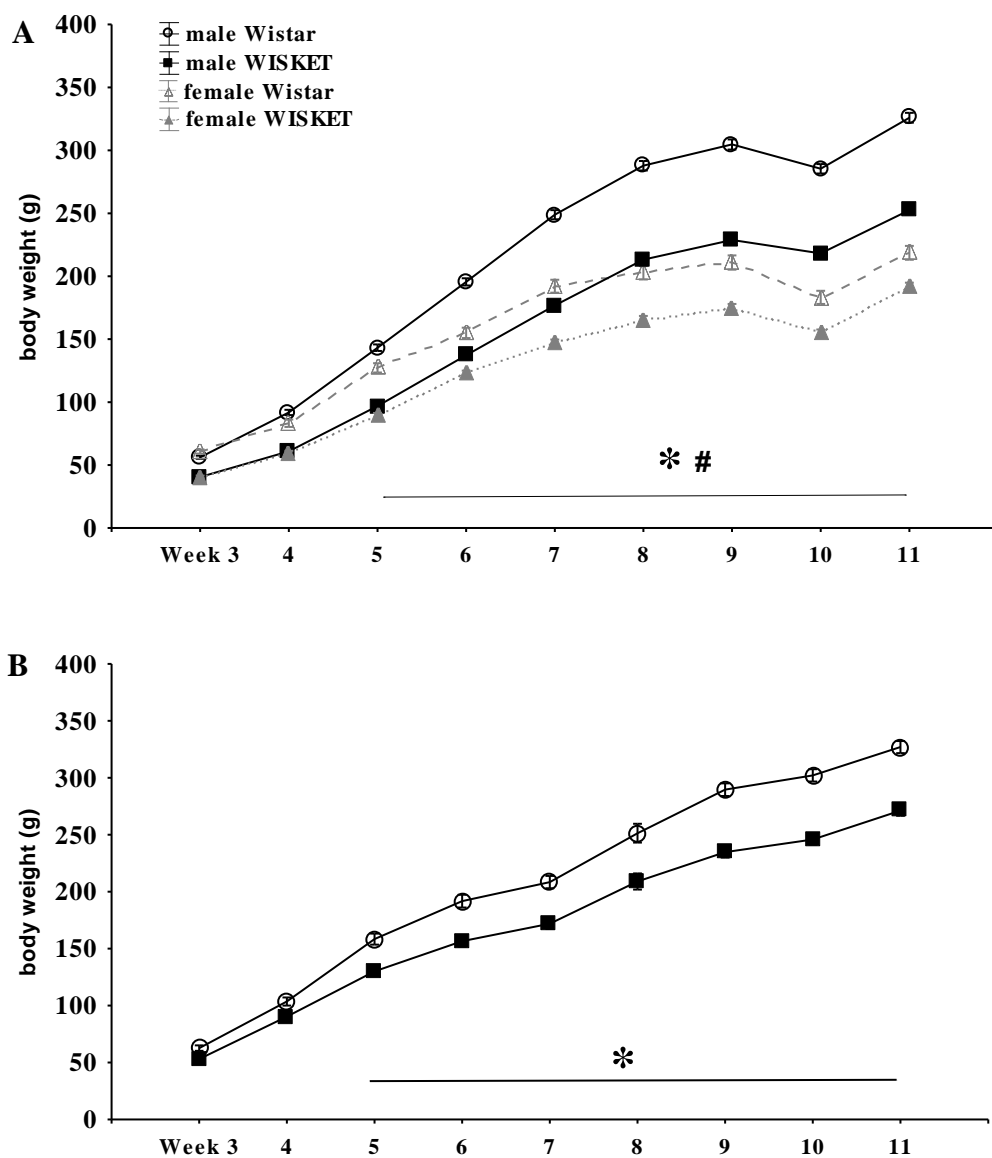 A
400
350
300
250
200
150
100
50
0
body weight (g)
male Wistar
male WISKET
female Wistar
female WISKET
* #
Week 3 4 5 6 7 8 9 10 11
B
400
350
300
250
200
150
100
50
0
body weight (g)
*
Week 3 4 5 6 7 8 9 10 11